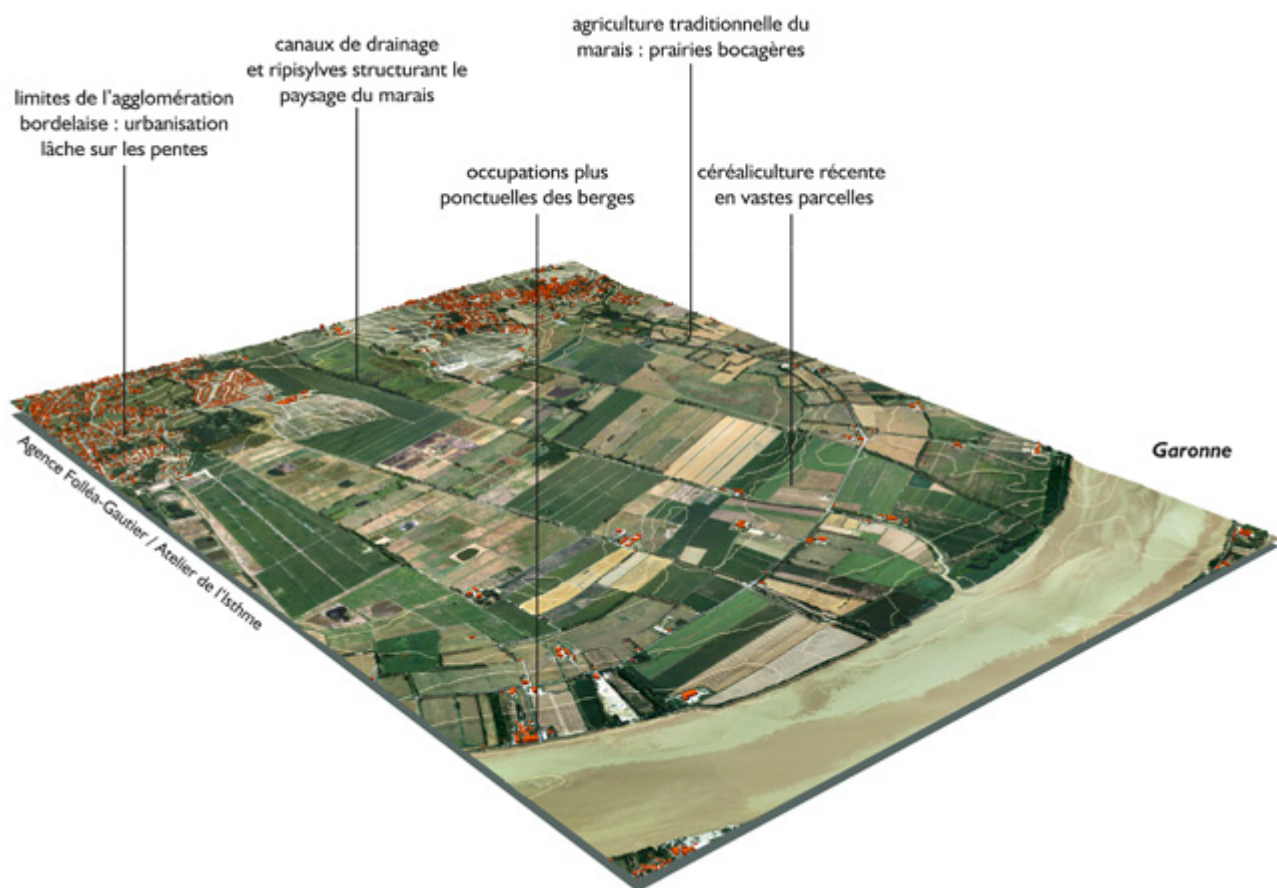 agriculture traditionnelle du
marais : prairies bocagères
canaux de drainage
et ripisylves structurant le
paysage du marais
limites de l'agglomération
bordelaise : urbanisation
lâche sur les pentes
occupations plus
ponctuelles des berges
céréaliculture récente
en vastes parcelles
Garonne
Agence Folléa-Gautier / Atelier de l'Isthme